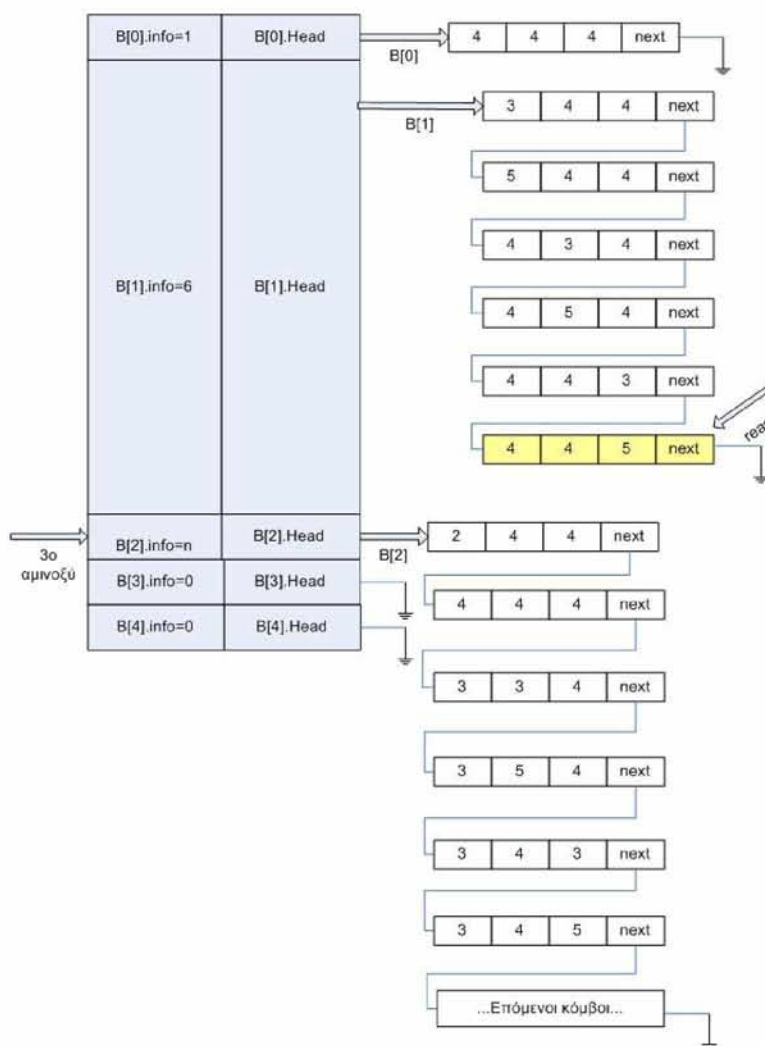 B[0].info=1 B[0].Head B[0] 4 4 4 next
B[1] 3 4 4 next
5 4 4 next
4 3 4 next
B[1].info=6 B[1].Head
4 5 4 next
4 4 3 next
4 4 5 next
B[2].info=n B[2].Head B[2] 2 4 4 next
3ο
αμινοξύ
B[3].info=0 B[3].Head
4 4 4 next
B[4].info=0 B[4].Head
3 3 4 next
3 5 4 next
3 4 3 next
3 4 5 next
...Επόμενοι κόμβοι...